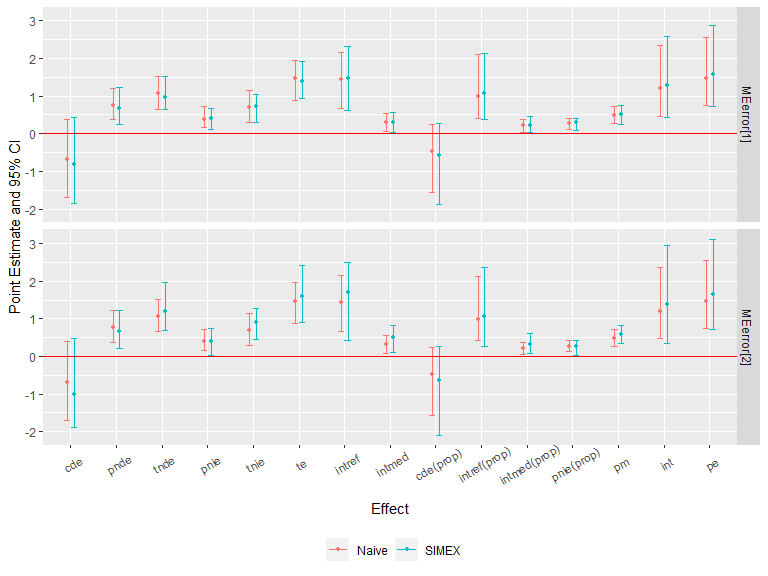 3
2
1
0
-1
-2
MEerror[1]
3
2
1
0
-1
-2
MEerror[2]
Point Estimate and 95% CI
cde pnde tnde pnie tnie te intref intmed cde(prop) intref(prop) intmed(prop) pnie(prop) pm int pe
Effect
Naive SIMEX